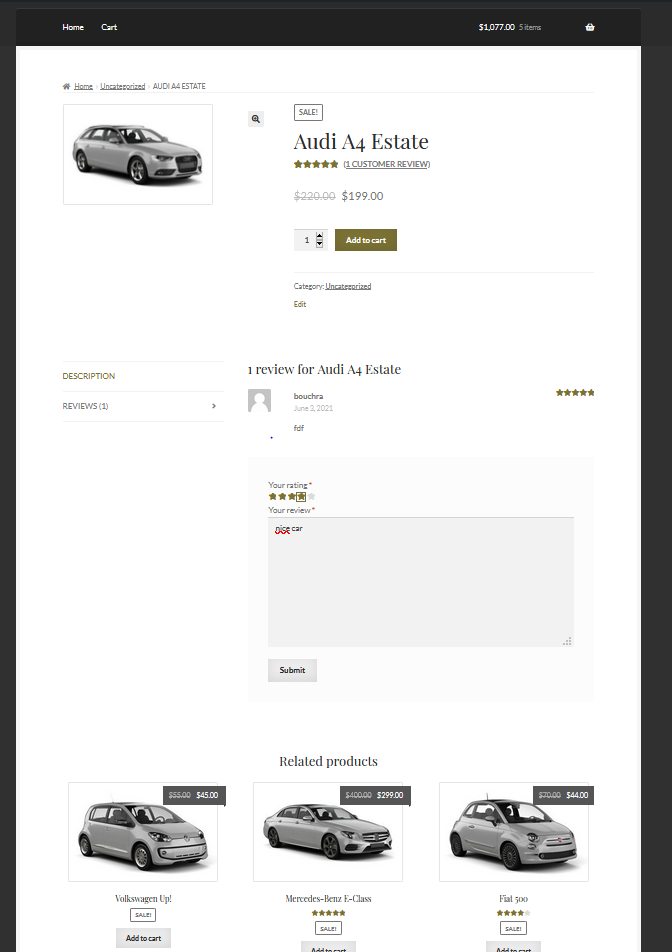 Home Cart $1,077.00 5 items
Home › Uncategorized › AUDI A4 ESTATE
SALE!
Audi A4 Estate
(1 CUSTOMER REVIEW)
$220.00 $199.00
1 Add to cart
Category: Uncategorized
Edit
DESCRIPTION
REVIEWS (1)
1 review for Audi A4 Estate
bouchra
June 3, 2021
fdf
Your rating *
Your review *
nice car
Submit
Related products
$55.00 $45.00 $400.00 $299.00 $70.00 $44.00
Volkswagen Up! Mercedes-Benz E-Class Fiat 500
SALE!
SALE! SALE!
Add to cart
Add to cart Add to cart